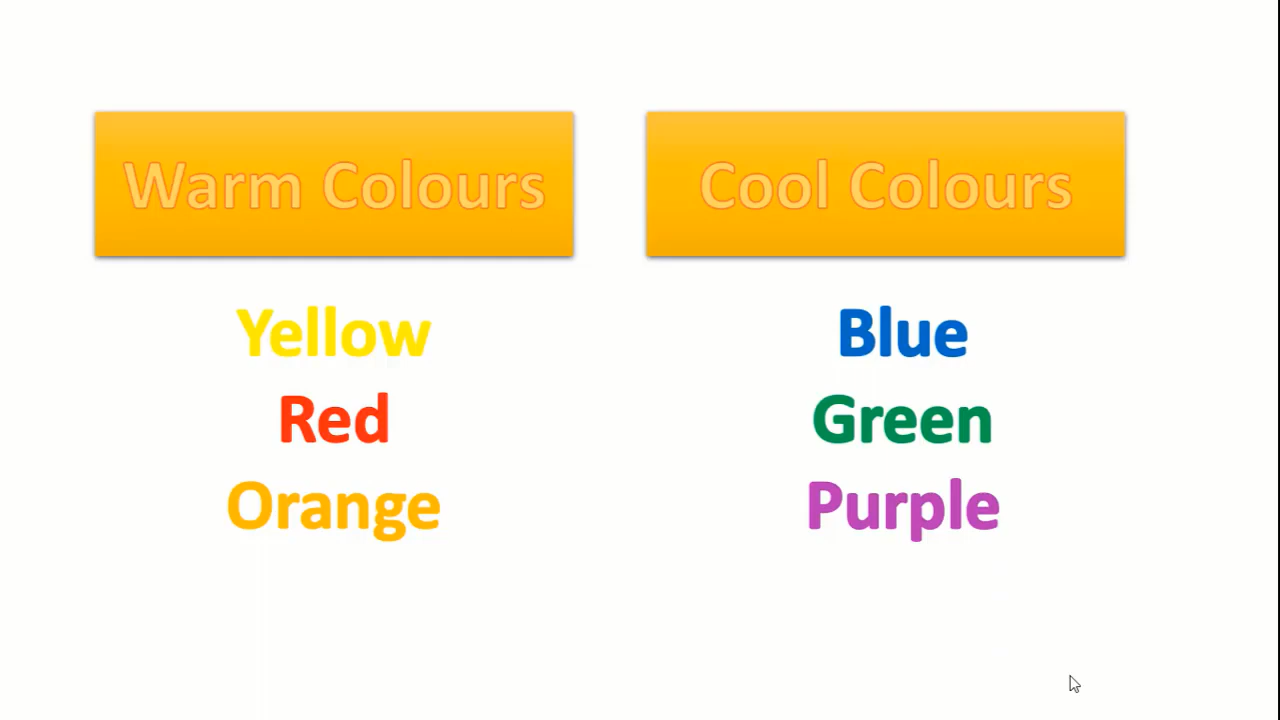 Warm Colours
Yellow
Red
Orange
Cool Colours
Blue
Green
Purple